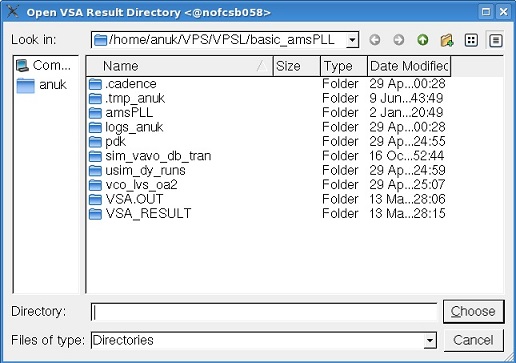 Open VSA Result Directory <@nofcsb058>
Look in: /home/anuk/VPS/VPSL/basic_amsPLL
Com...
anuk
Name Size Type Date Modified
.cadence Folder 29 Ap...00:28
.tmp_anuk Folder 9 Jun...43:49
amsPLL Folder 2 Jan...20:49
logs_anuk Folder 29 Ap...00:28
pdk Folder 29 Ap...24:55
sim_vavo_db_tran Folder 16 Oc...52:44
usim_dy_runs Folder 29 Ap...24:59
vco_lvs_oa2 Folder 29 Ap...25:07
VSA.OUT Folder 13 Ma...28:06
VSA_RESULT Folder 13 Ma...28:15
Directory: Choose
Files of type: Directories Cancel